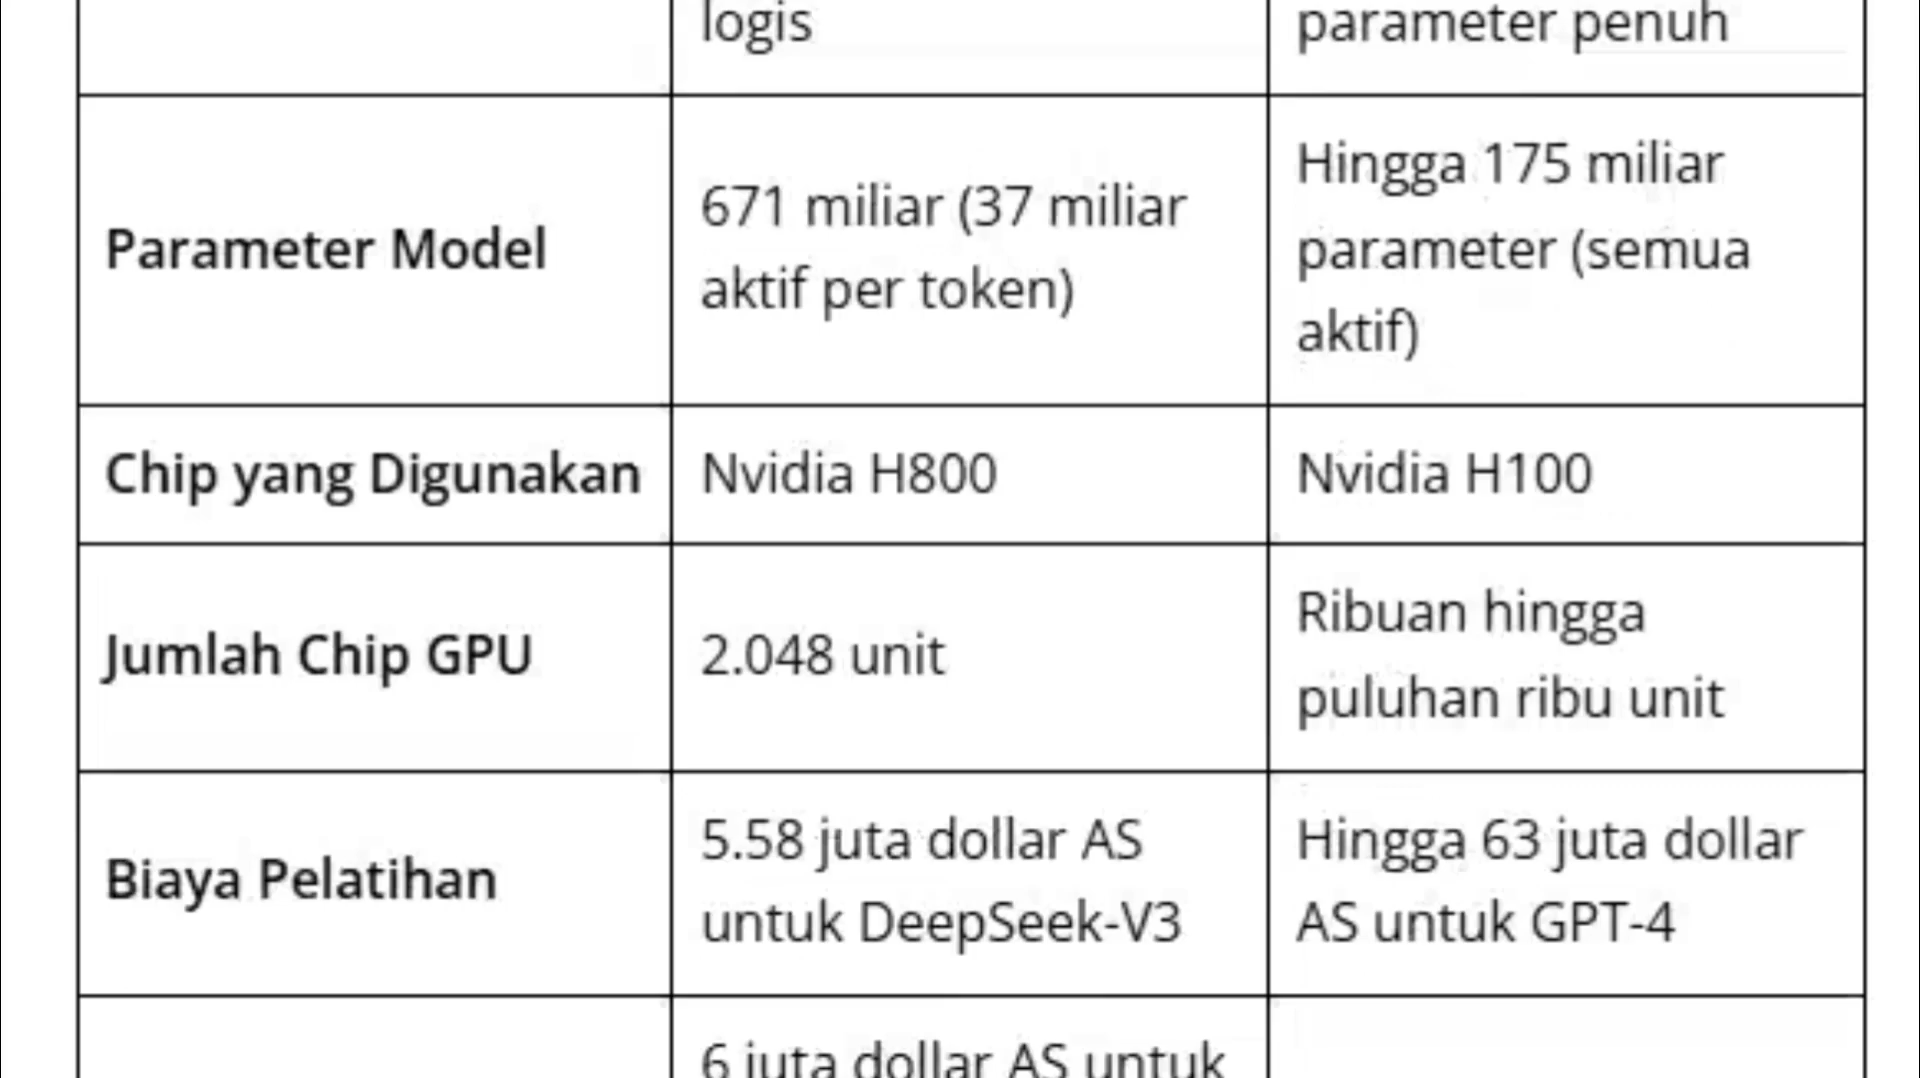 logis
parameter penuh
Parameter Model
671 miliar (37 miliar
aktif per token)
Hingga 175 miliar
parameter (semua
aktif)
Chip yang Digunakan
Nvidia H800
Nvidia H100
Jumlah Chip GPU
2.048 unit
Ribuan hingga
puluhan ribu unit
Biaya Pelatihan
5.58 juta dollar AS
untuk DeepSeek-V3
Hingga 63 juta dollar
AS untuk GPT-4
6 juta dollar AS untuk